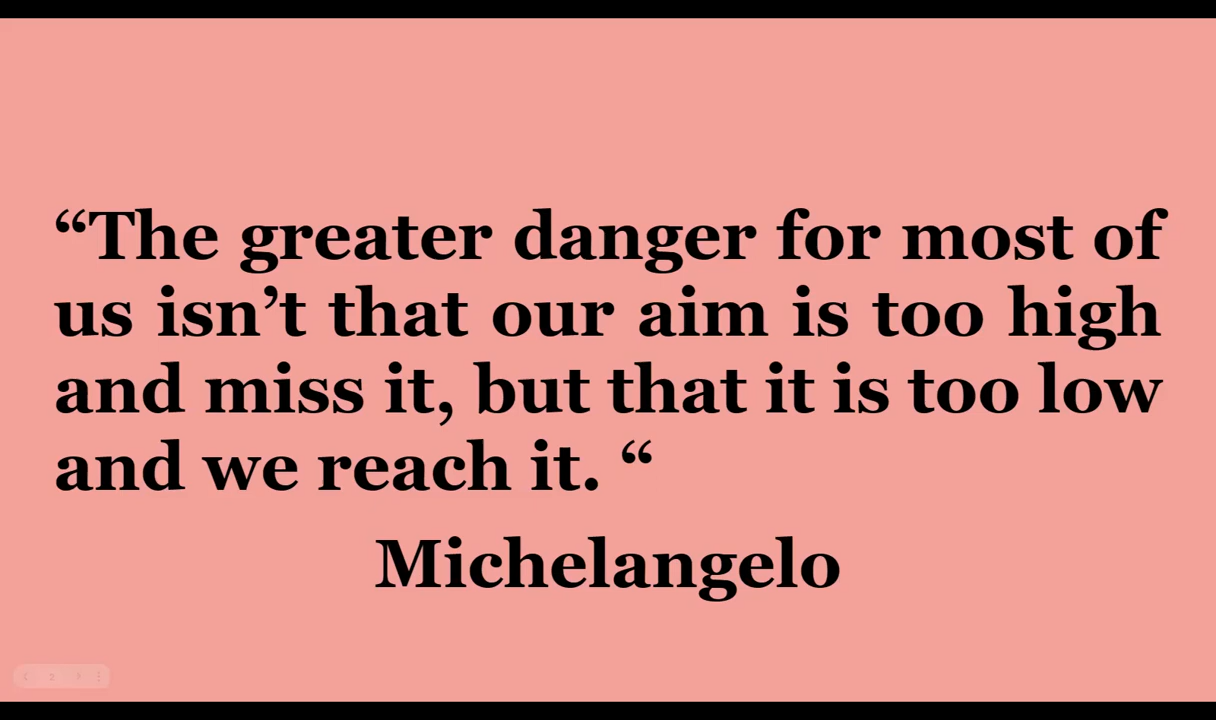 “The greater danger for most of
us isn’t that our aim is too high
and miss it, but that it is too low
and we reach it. “
Michelangelo